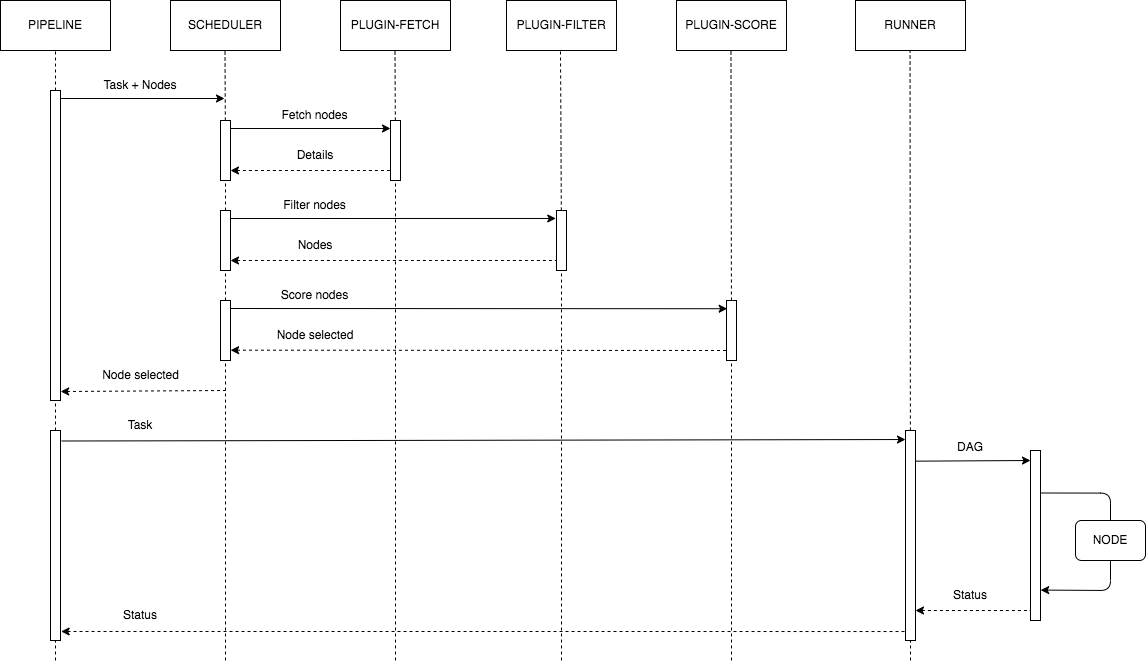 PIPELINE
SCHEDULER
PLUGIN-FETCH
PLUGIN-FILTER
PLUGIN-SCORE
RUNNER
Task + Nodes
Fetch nodes
Details
Filter nodes
Nodes
Score nodes
Node selected
Node selected
Task
DAG
NODE
Status
Status